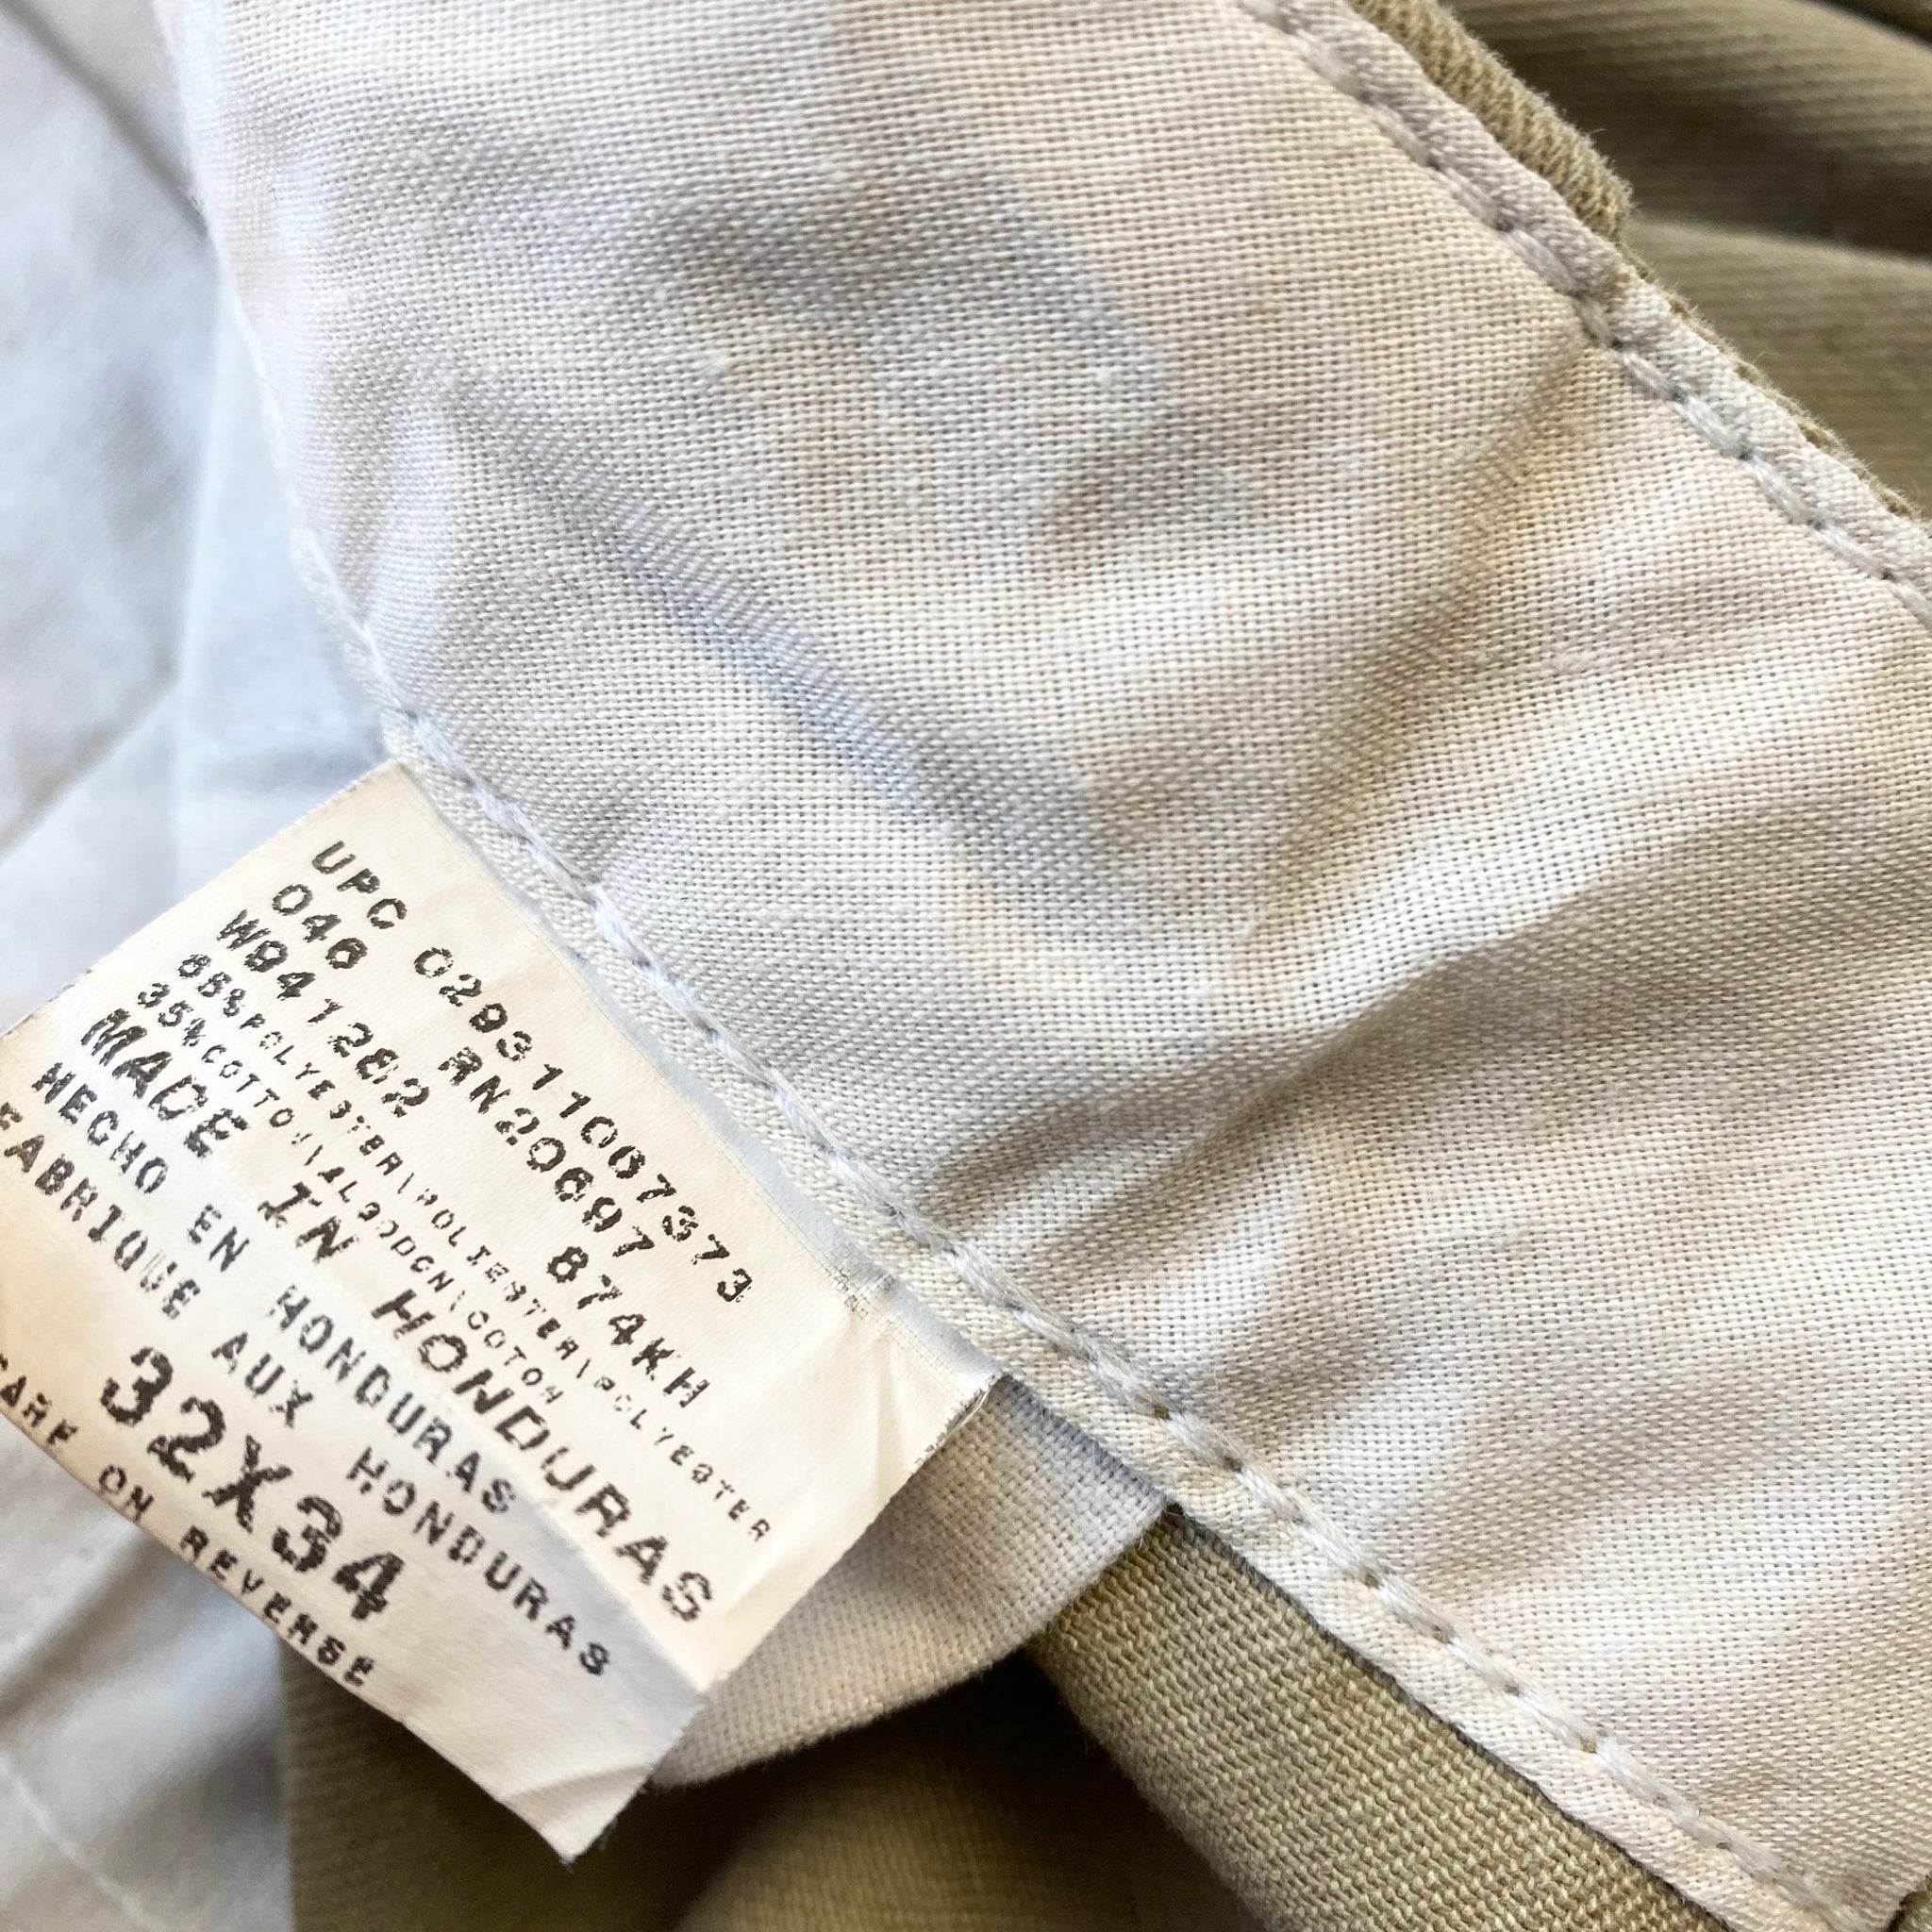 UPC 029311067373
046 RN20697 874KH
W941282
65%POLYESTER\POLIESTER\POLYESTER
35%COTTON\ALGODON\COTON
MADE IN HONDURAS
HECHO EN HONDURAS
FABRIQUE AUX HONDURAS
32X34
CARE ON REVERSE